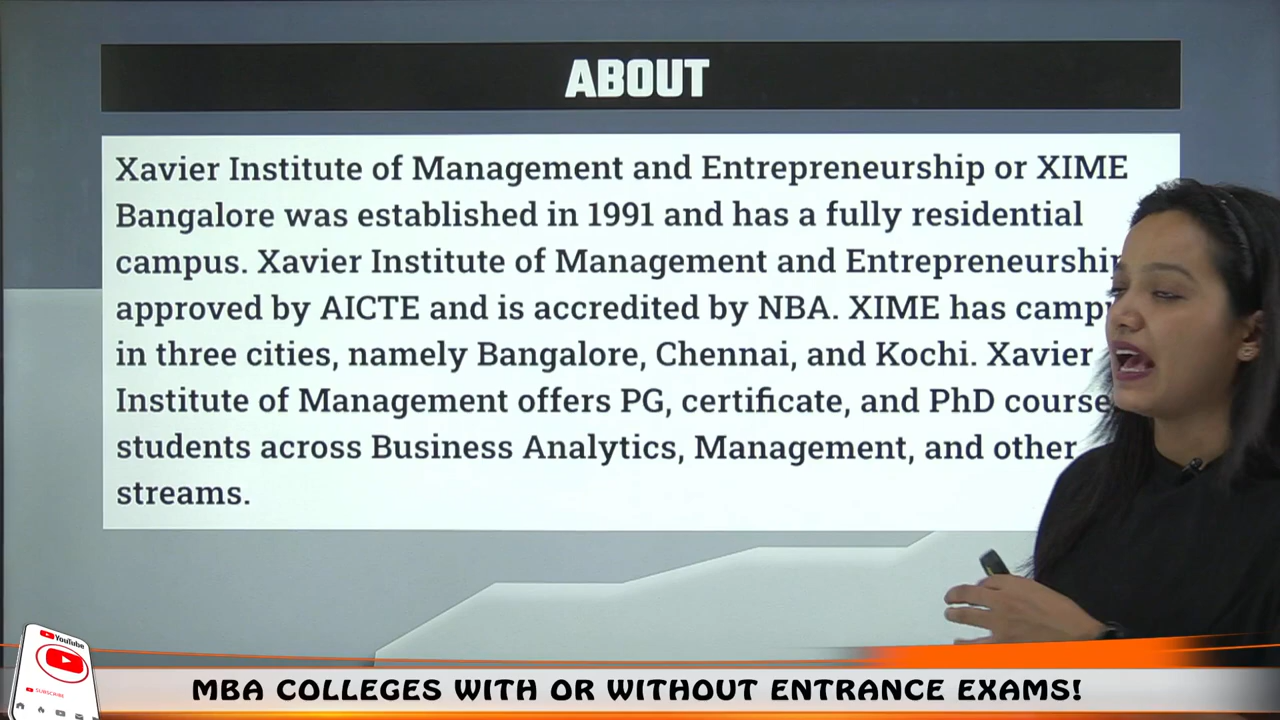 ABOUT
Xavier Institute of Management and Entrepreneurship or XIME
Bangalore was established in 1991 and has a fully residential
campus. Xavier Institute of Management and Entrepreneurship
approved by AICTE and is accredited by NBA. XIME has
in three cities, namely Bangalore, Chennai, and Kochi. Xavier
Institute of Management offers PG, certificate, and PhD
students across Business Analytics, Management, and other
streams.
YouTube
SUBSCRIBE
MBA COLLEGES WITH OR WITHOUT ENTRANCE EXAMS!